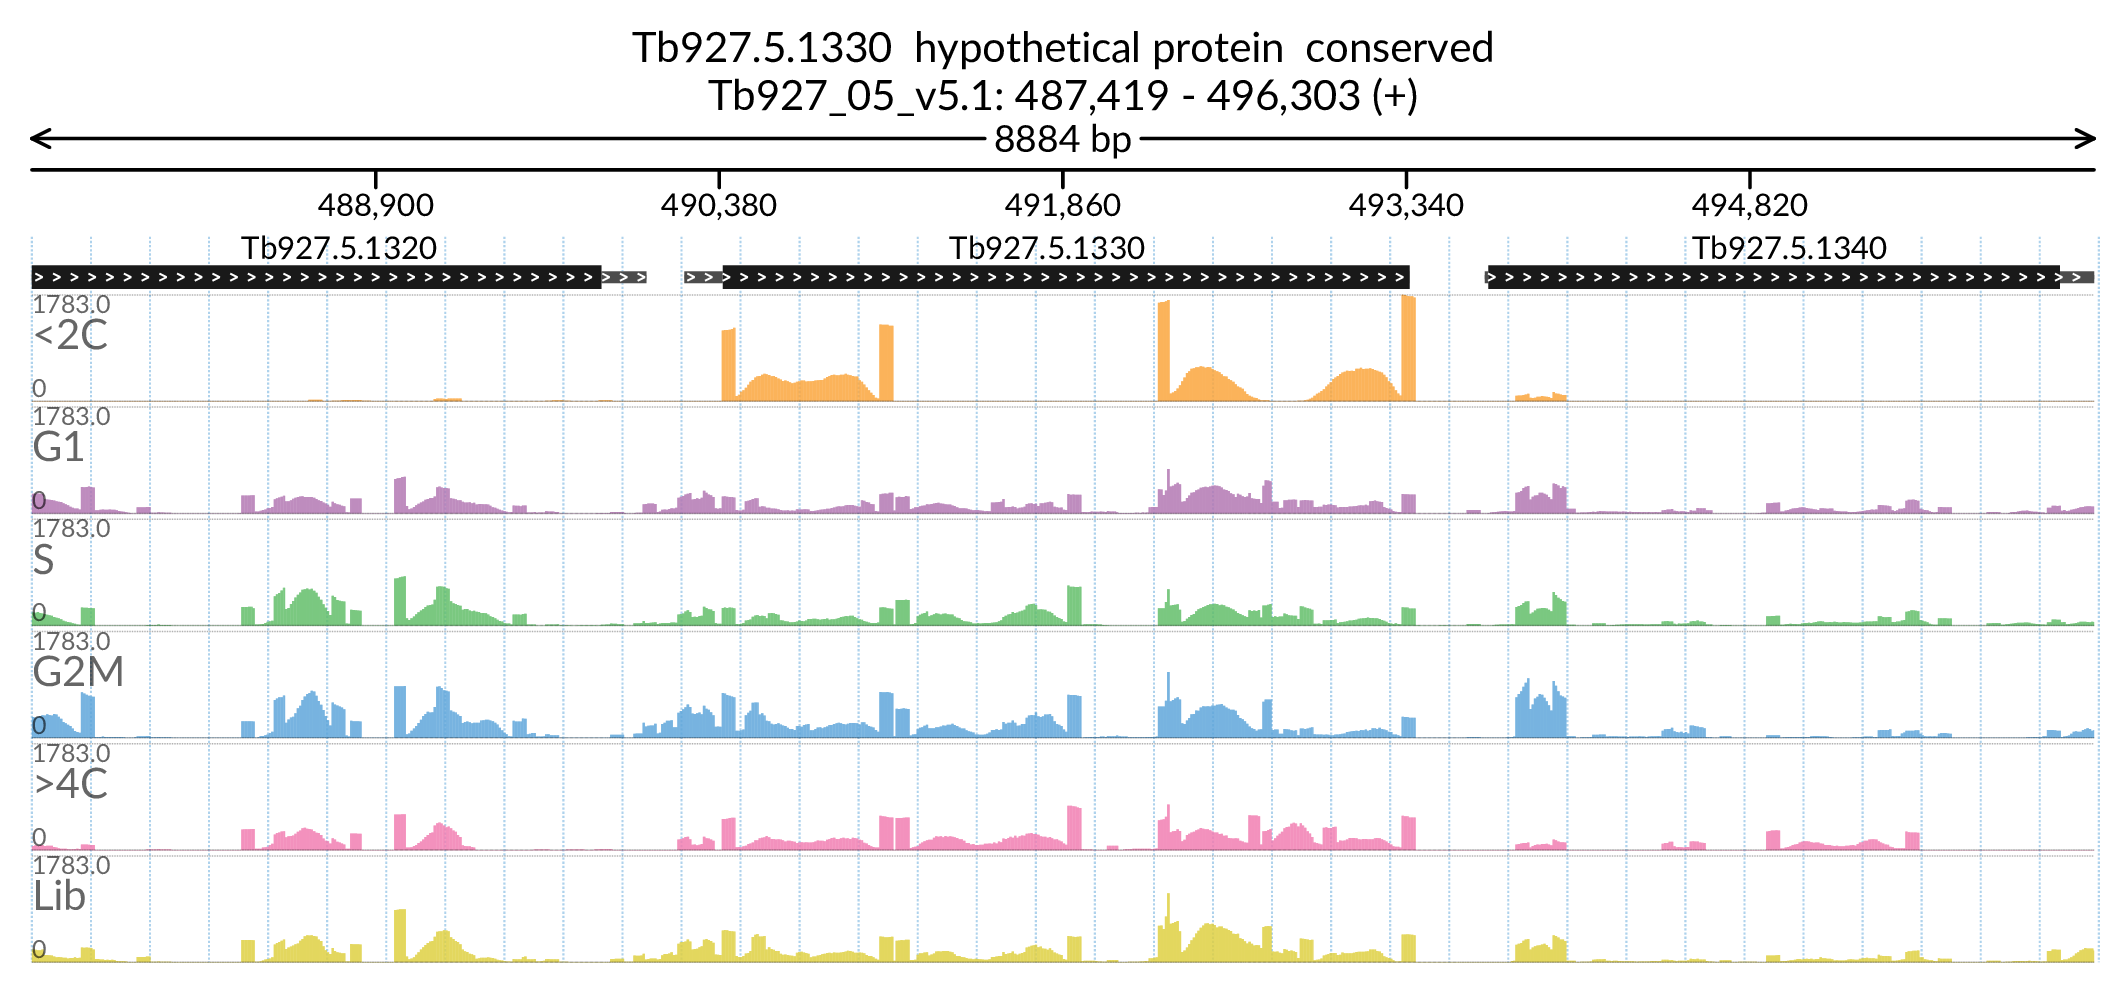 Tb927.5.1330  hypothetical protein  conserved
Tb927_05_v5.1: 487,419 - 496,303 (+)
8884 bp
488,900 490,380 491,860 493,340 494,820
Tb927.5.1320 Tb927.5.1330 Tb927.5.1340
1783.0
<2C
0
1783.0
G1
0
1783.0
S
0
1783.0
G2M
0
1783.0
>4C
0
1783.0
Lib
0